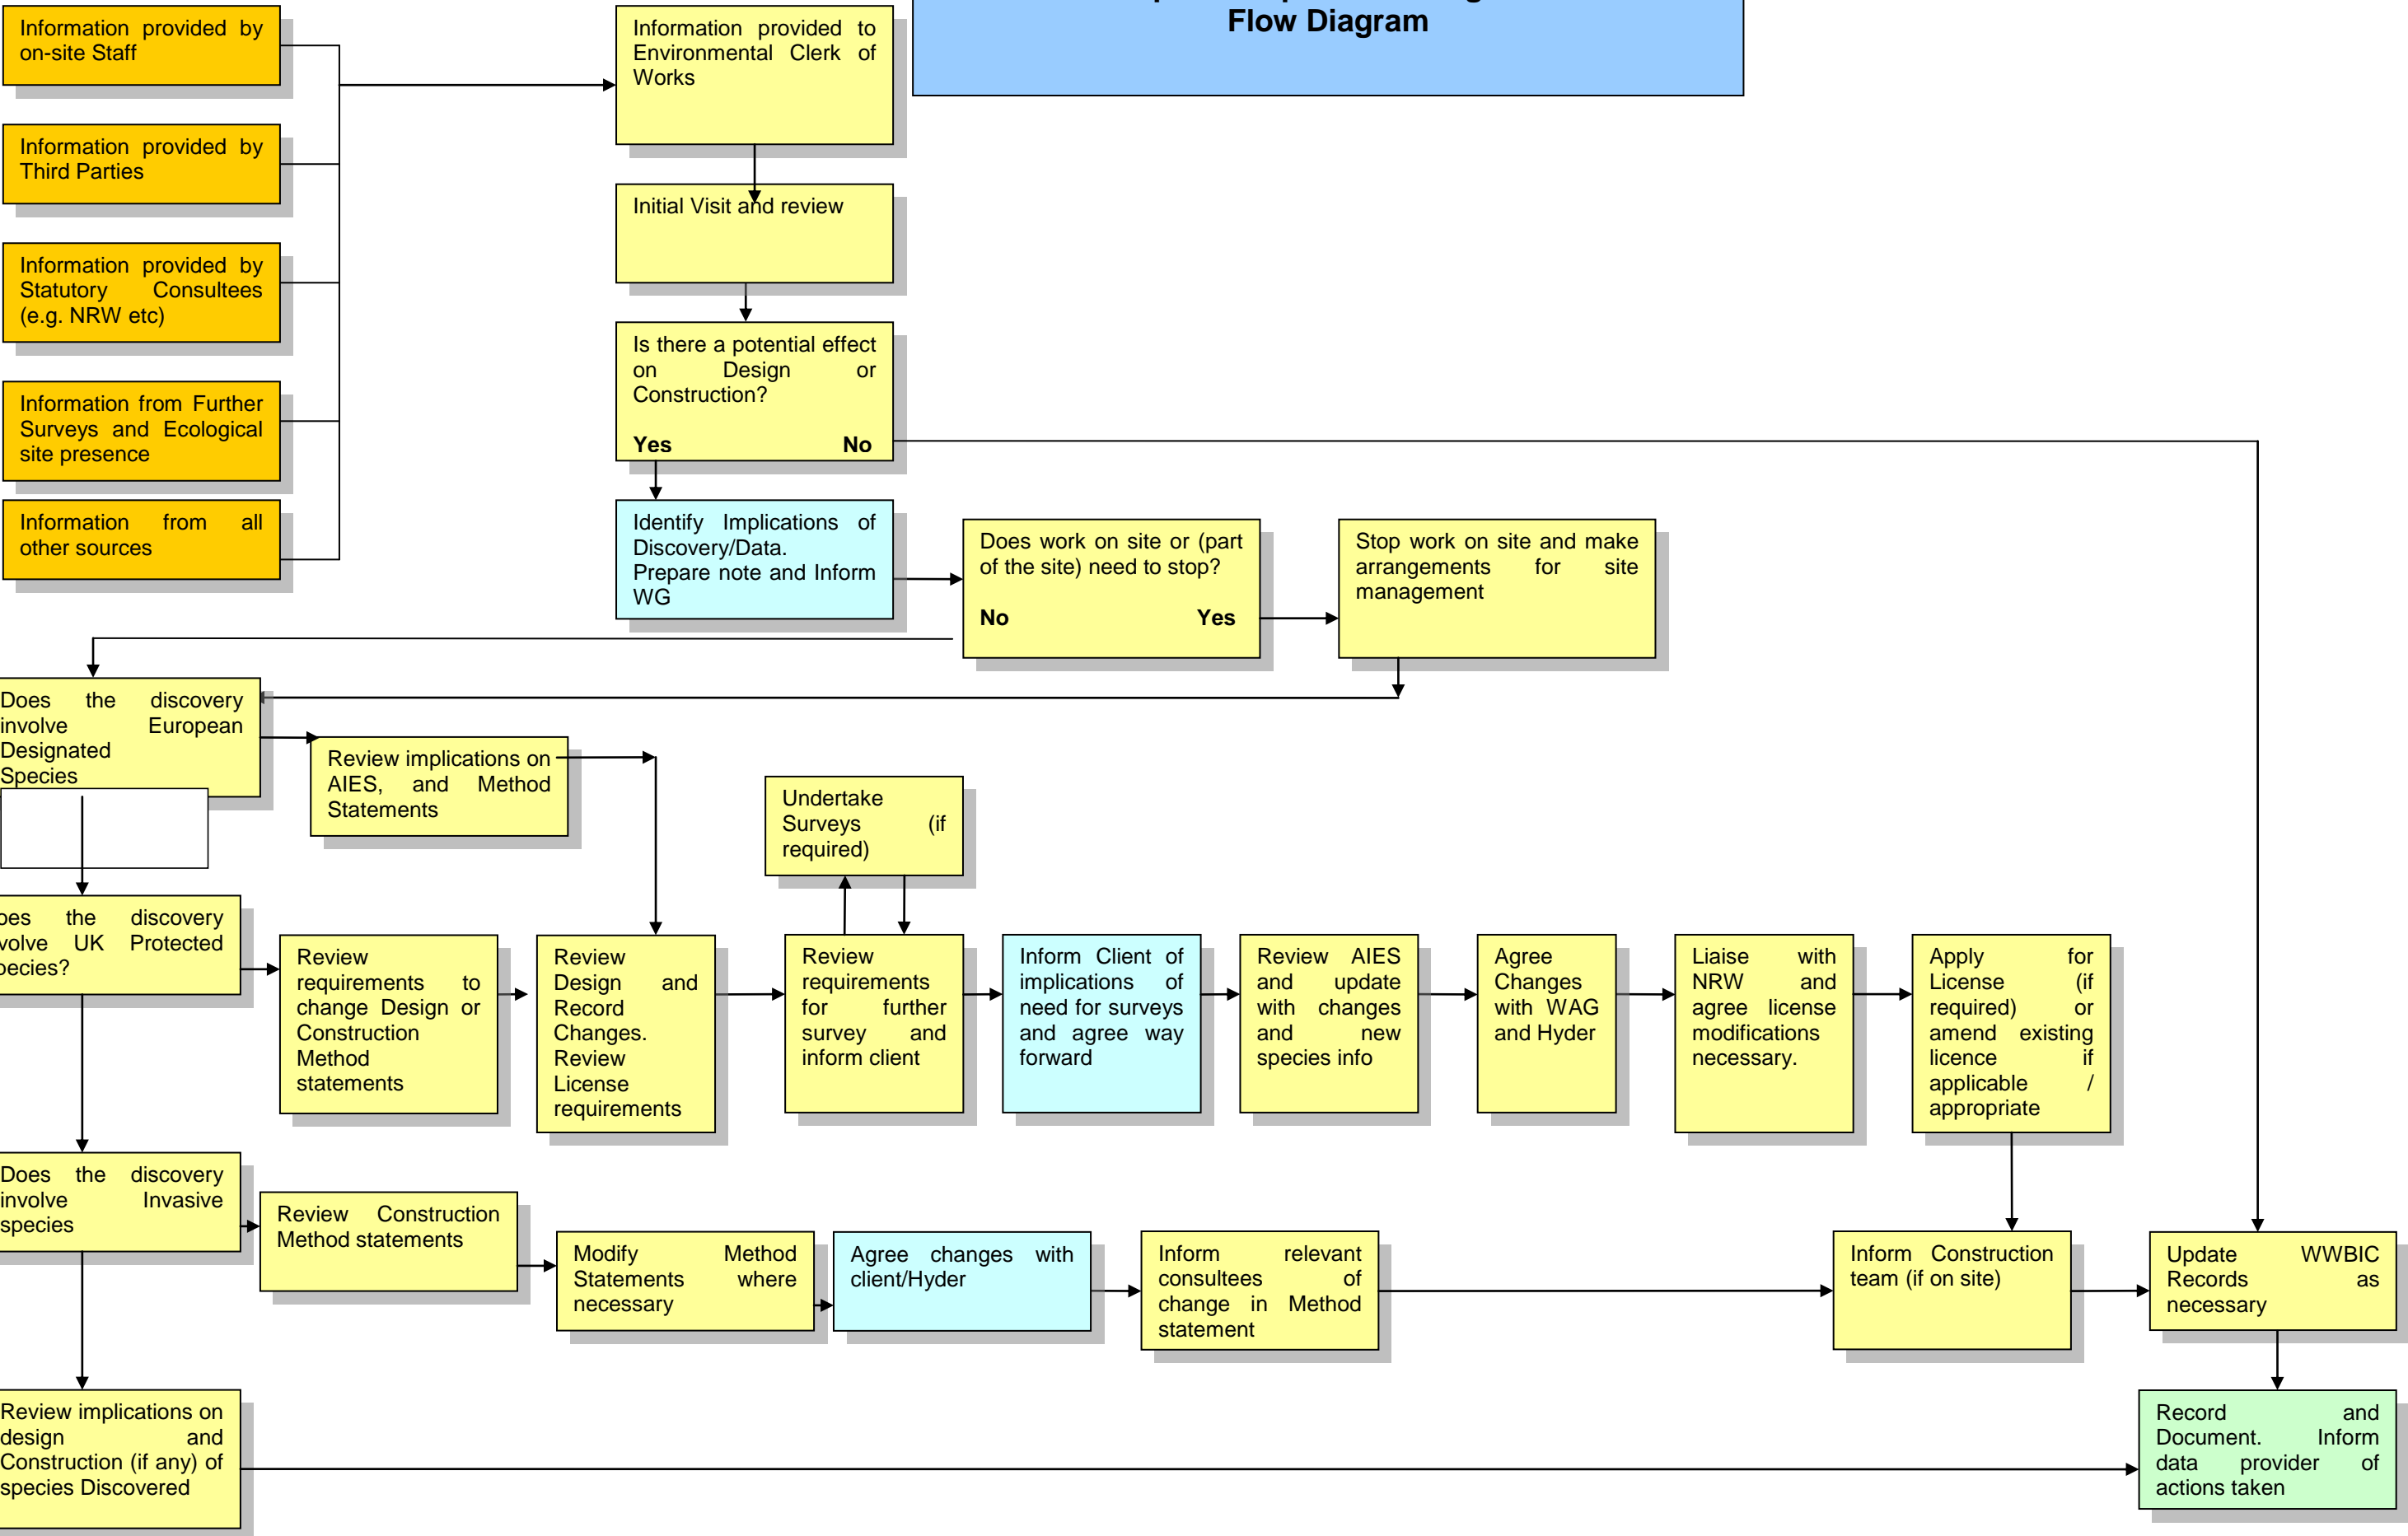 Flow Diagram
Information provided by
on-site Staff
Information provided by
Third Parties
Information provided by
Statutory Consultees
(e.g. NRW etc)
Information from Further
Surveys and Ecological
site presence
Information from all
other sources
Information provided to
Environmental Clerk of
Works
Initial Visit and review
Is there a potential effect
on Design or
Construction?
Yes No
Identify Implications of
Discovery/Data.
Prepare note and Inform
WG
Does work on site or (part
of the site) need to stop?
No Yes
Stop work on site and make
arrangements for site
management
Does the discovery
involve European
Designated
Species
Review implications on
AIES, and Method
Statements
Undertake
Surveys (if
required)
the discovery
UK Protected
Review
requirements to
change Design or
Construction
Method
statements
Review
Design and
Record
Changes.
Review
License
requirements
Review
requirements
for further
survey and
inform client
Inform Client of
implications of
need for surveys
and agree way
forward
Review AIES
and update
with changes
and new
species info
Agree
Changes
with WAG
and Hyder
Liaise with
NRW and
agree license
modifications
necessary.
Apply for
License (if
required) or
amend existing
licence if
applicable /
appropriate
Does the discovery
involve Invasive
species
Review Construction
Method statements
Modify Method
Statements where
necessary
Agree changes with
client/Hyder
Inform relevant
consultees of
change in Method
statement
Inform Construction
team (if on site)
Update WWBIC
Records as
necessary
Review implications on
design and
Construction (if any) of
species Discovered
Record and
Document. Inform
data provider of
actions taken